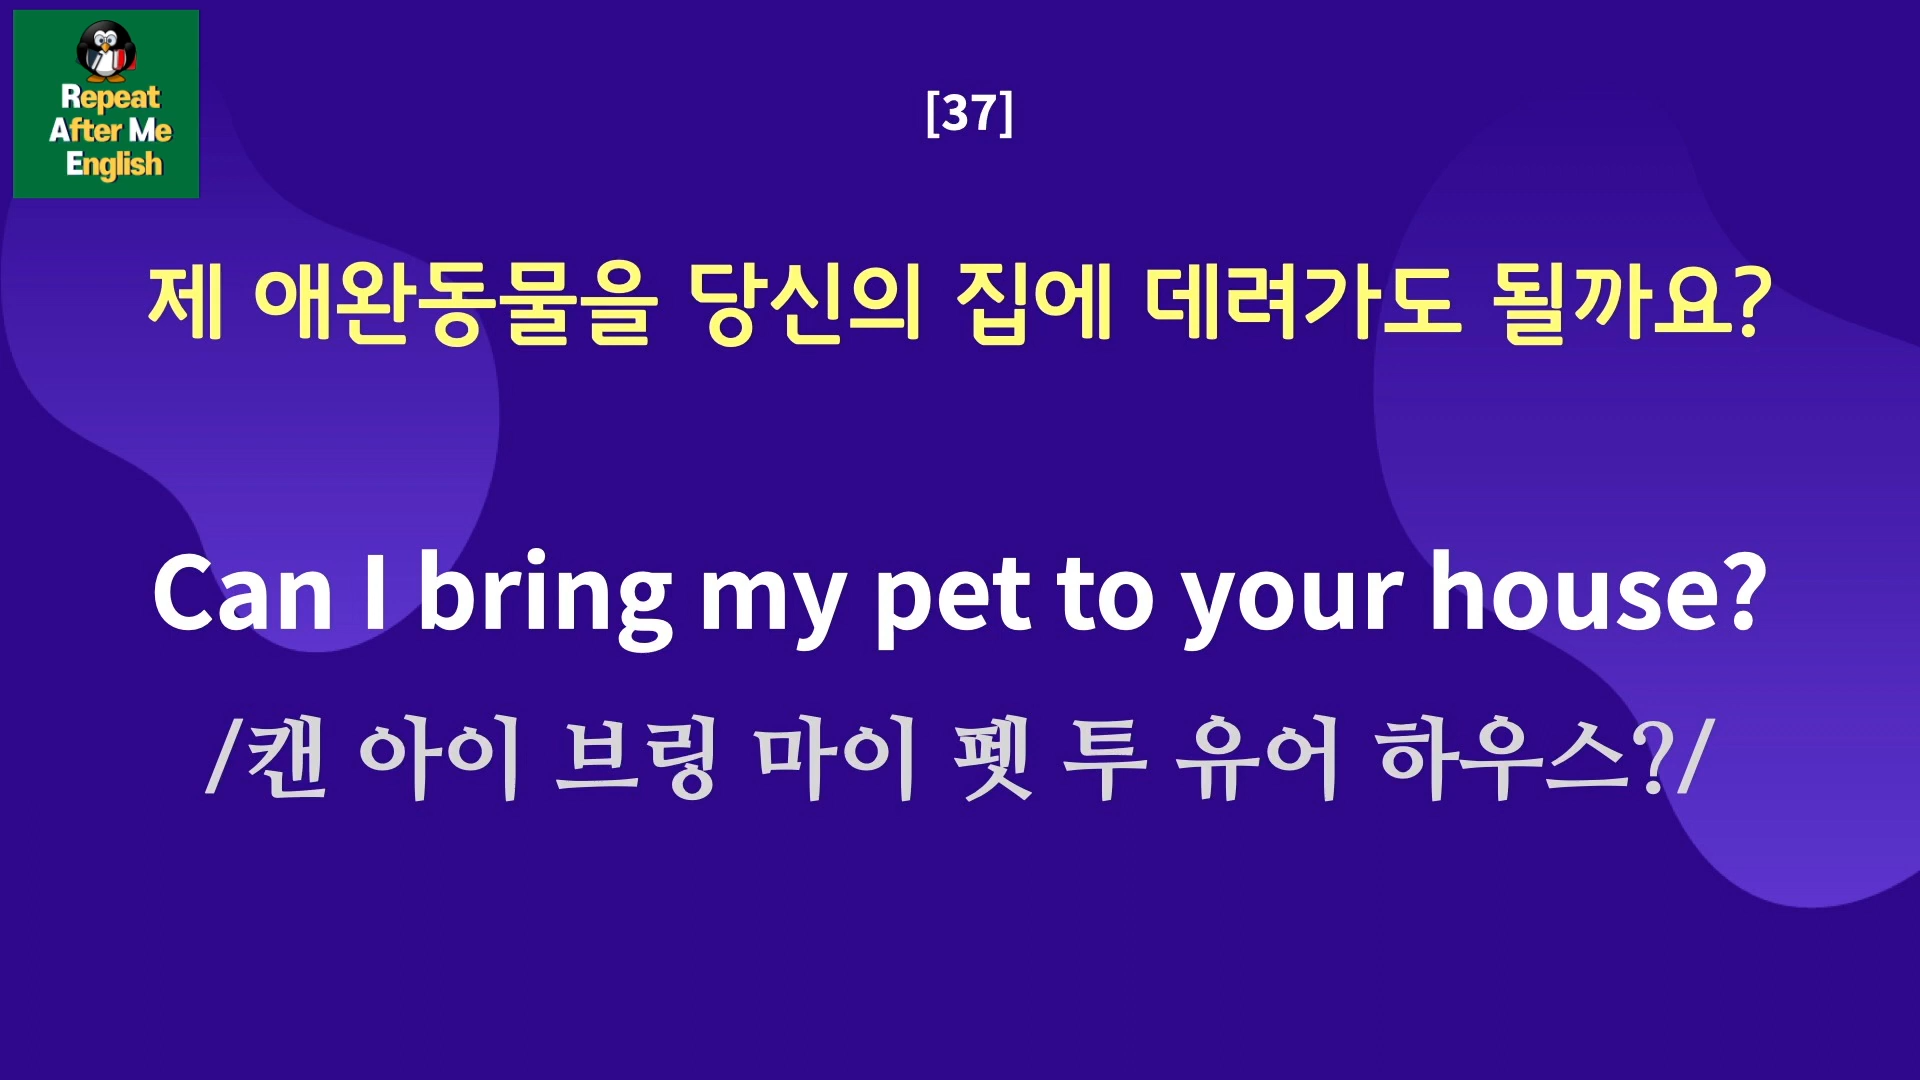 Repeat
After Me
English
[37]
제 애완동물을 당신의 집에 데려가도 될까요?
Can I bring my pet to your house?
/캔 아이 브링 마이 펫 투 유어 하우스?/